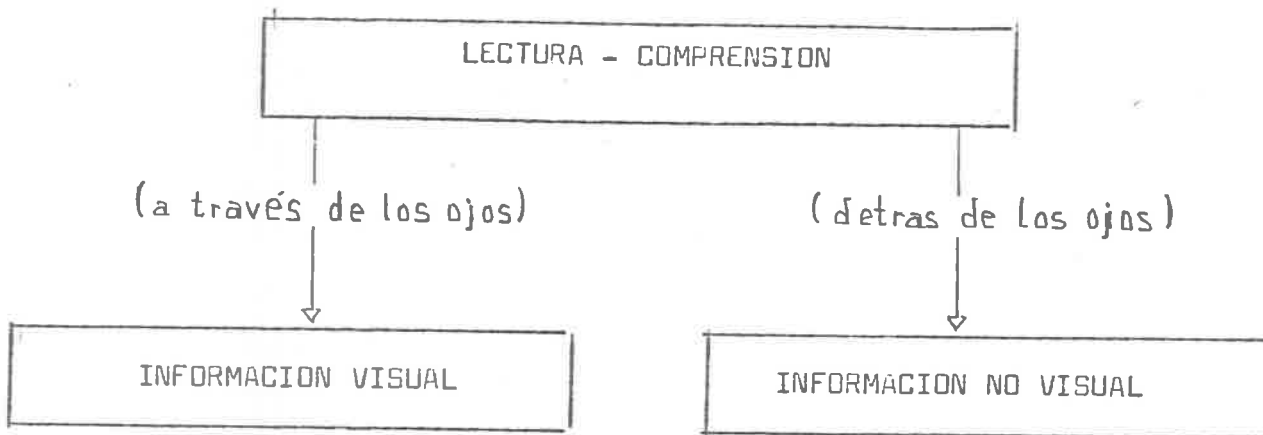 LECTURA - COMPRENSION
(a través de los ojos)
(detras de los ojos)
INFORMACION VISUAL
INFORMACION NO VISUAL